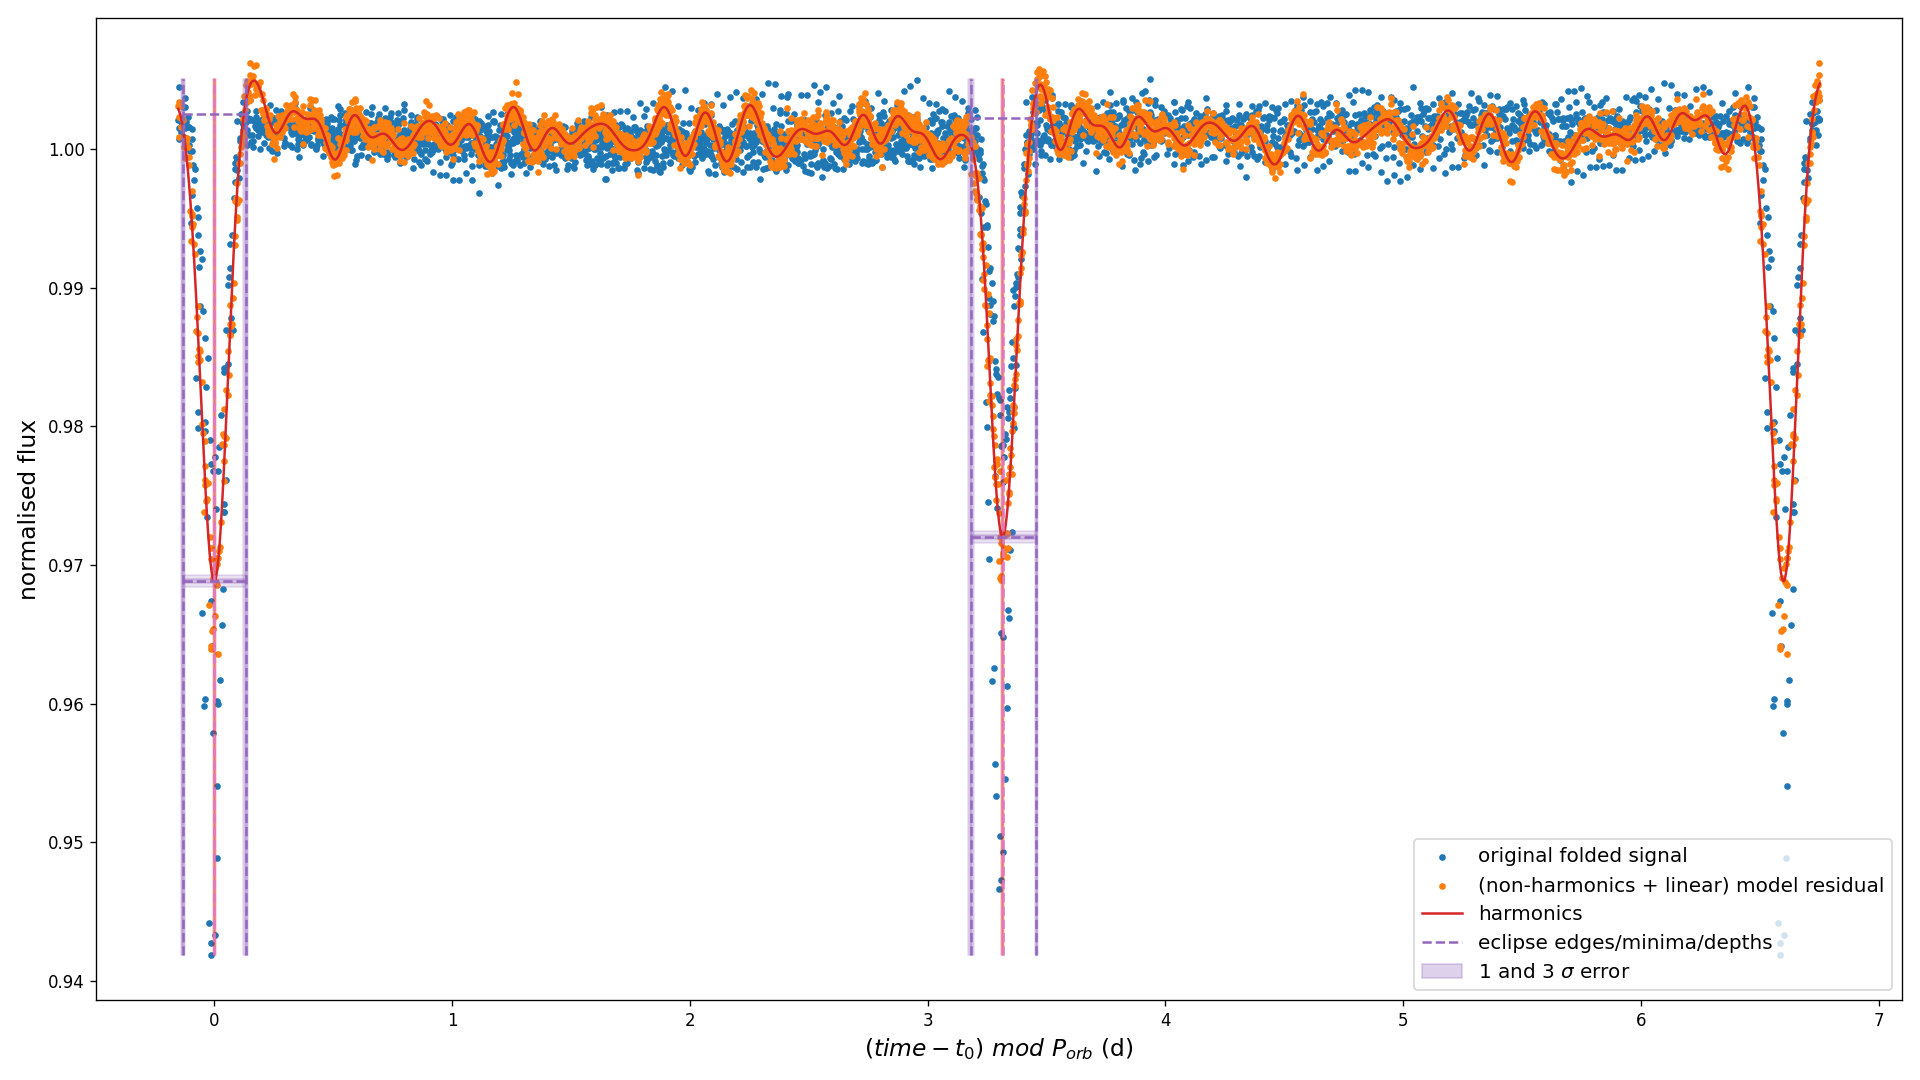 normalised flux
1.00
0.99
0.98
0.97
0.96
0.95
0.94
0 1 2 3 4 5 6 7
(time − t₀) mod P_orb (d)
original folded signal
(non-harmonics + linear) model residual
harmonics
eclipse edges/minima/depths
1 and 3 σ error